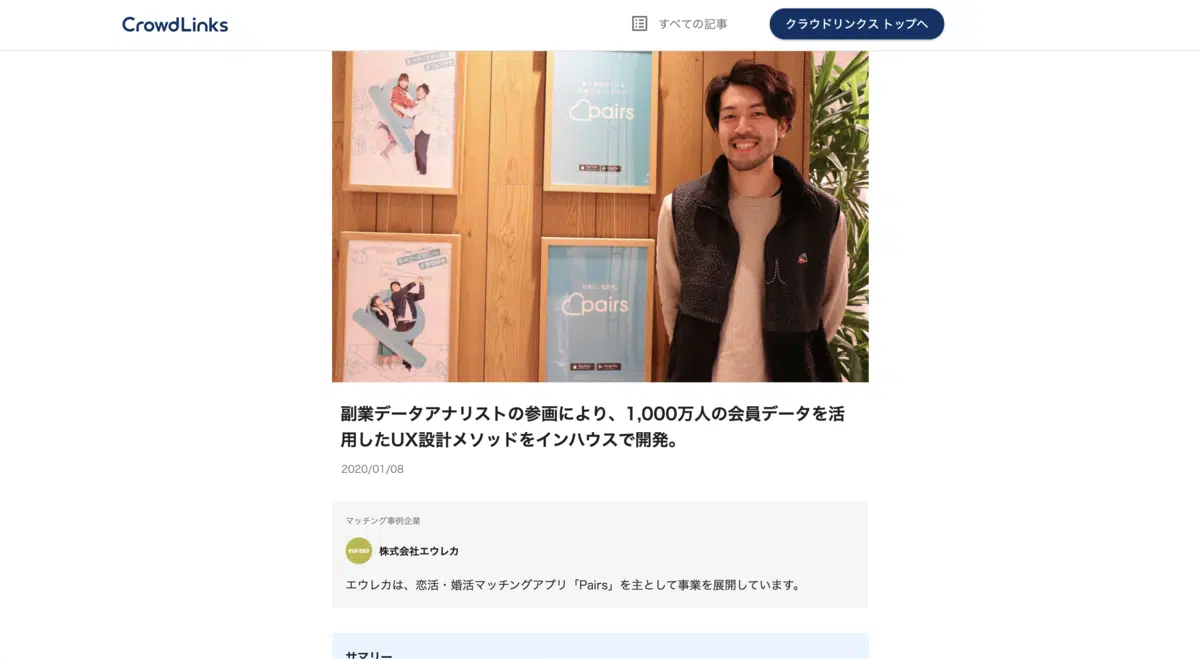 CrowdLinks
すべての記事
クラウドリンクス トップへ
pairs
pairs
副業データアナリストの参画により、1,000万人の会員データを活
用したUX設計メソッドをインハウスで開発。
2020/01/08
マッチング事例企業
株式会社エウレカ
エウレカは、恋活・婚活マッチングアプリ「Pairs」を主として事業を展開しています。
サマリー